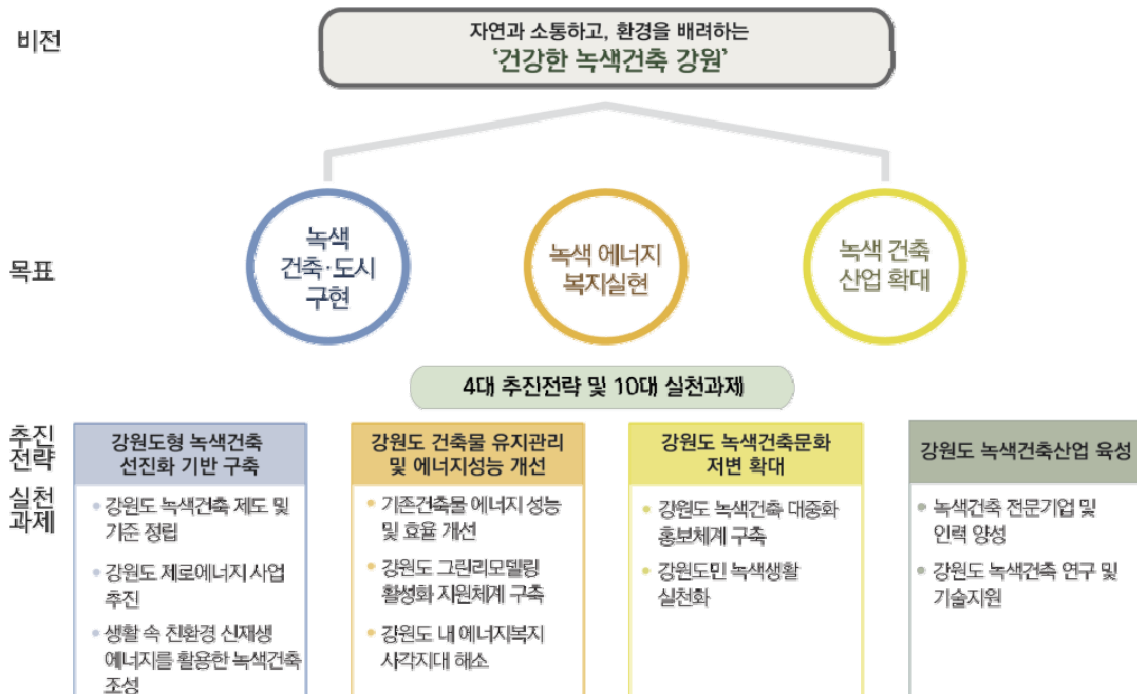 비전
자연과 소통하고, 환경을 배려하는
‘건강한 녹색건축 강원’
목표
녹색
건축·도시
구현
녹색 에너지
복지실현
녹색 건축
산업 확대
4대 추진전략 및 10대 실천과제
추진
전략
강원도형 녹색건축
선진화 기반 구축
강원도 건축물 유지관리
및 에너지성능 개선
강원도 녹색건축문화
저변 확대
강원도 녹색건축산업 육성
실천
과제
• 강원도 녹색건축 제도 및
기준 정립
• 강원도 제로에너지 사업
추진
• 생활 속 친환경 신재생
에너지를 활용한 녹색건축
조성
• 기존건축물 에너지 성능
및 효율 개선
• 강원도 그린리모델링
활성화 지원체계 구축
• 강원도 내 에너지복지
사각지대 해소
• 강원도 녹색건축 대중화
홍보체계 구축
• 강원도민 녹색생활
실천화
• 녹색건축 전문기업 및
인력 양성
• 강원도 녹색건축 연구 및
기술지원